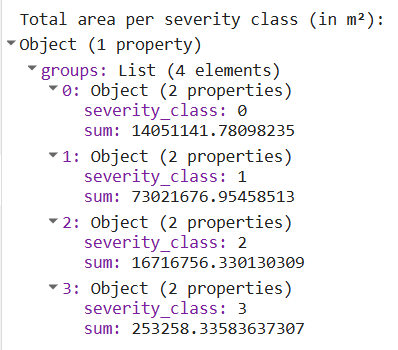 Total area per severity class (in m²):
Object (1 property)
groups: List (4 elements)
0: Object (2 properties)
severity_class: 0
sum: 14051141.78098235
1: Object (2 properties)
severity_class: 1
sum: 73021676.95458513
2: Object (2 properties)
severity_class: 2
sum: 16716756.330130309
3: Object (2 properties)
severity_class: 3
sum: 253258.33583637307